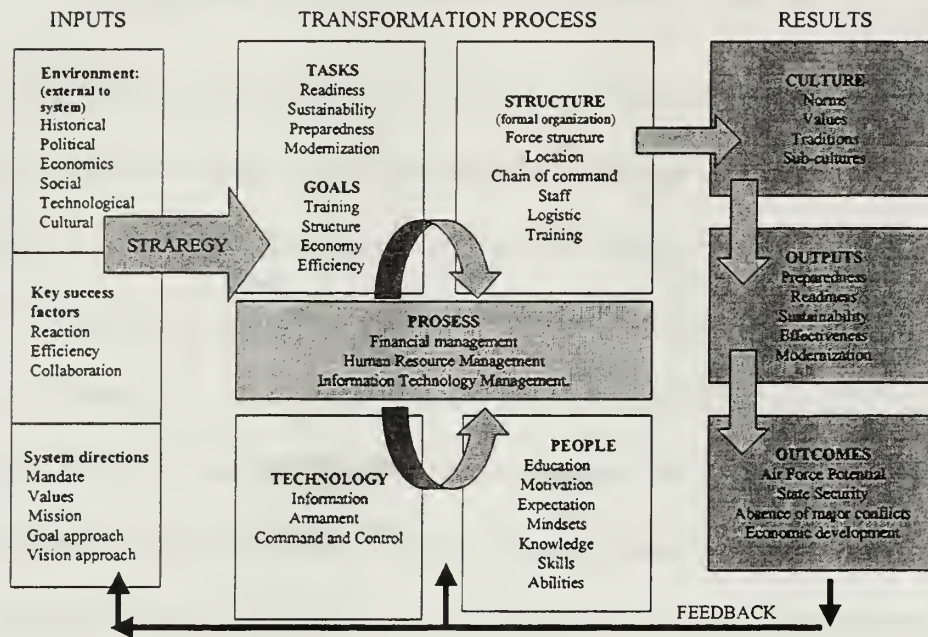 INPUTS
TRANSFORMATION PROCESS
RESULTS
Environment:
(external to
system)
Historical
Political
Economics
Social
Technological
Cultural
STRAREGY
Key success
factors
Reaction
Efficiency
Collaboration
System directions
Mandate
Values
Mission
Goal approach
Vision approach
TASKS
Readiness
Sustainability
Preparedness
Modernization
GOALS
Training
Structure
Economy
Efficiency
STRUCTURE
(formal organization)
Force structure
Location
Chain of command
Staff
Logistic
Training
PROSESS
Financial management
Human Resource Management
Information Technology Management.
TECHNOLOGY
Information
Armament
Command and Control
PEOPLE
Education
Motivation
Expectation
Mindsets
Knowledge
Skills
Abilities
CULTURE
Norms
Values
Traditions
Sub-cultures
OUTPUTS
Preparedness
Readiness
Sustainability
Effectiveness
Modernization
OUTCOMES
Air Force Potential
State Security
Absence of major conflicts
Economic development
FEEDBACK